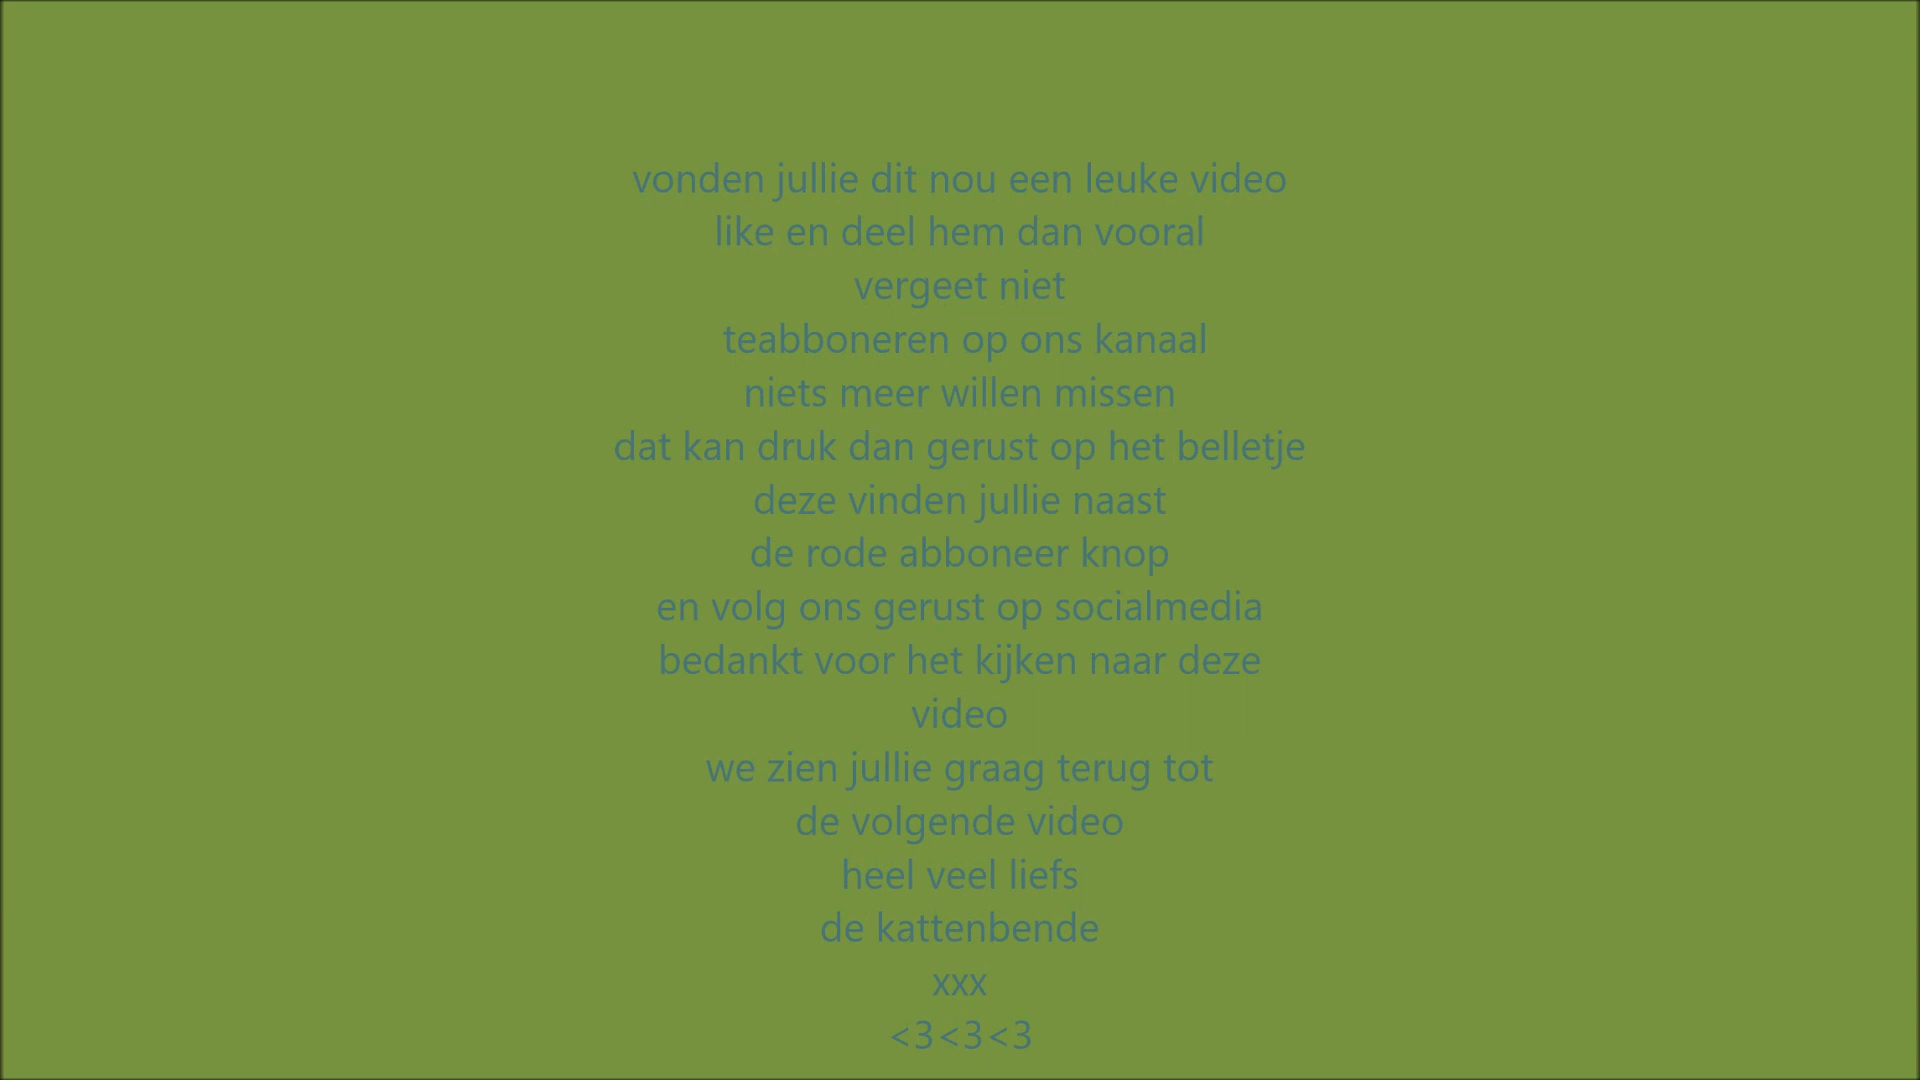 vonden jullie dit nou een leuke video
like en deel hem dan vooral
vergeet niet
teabboneren op ons kanaal
niets meer willen missen
dat kan druk dan gerust op het belletje
deze vinden jullie naast
de rode abboneer knop
en volg ons gerust op socialmedia
bedankt voor het kijken naar deze
video
we zien jullie graag terug tot
de volgende video
heel veel liefs
de kattenbende
xxx
<3<3<3